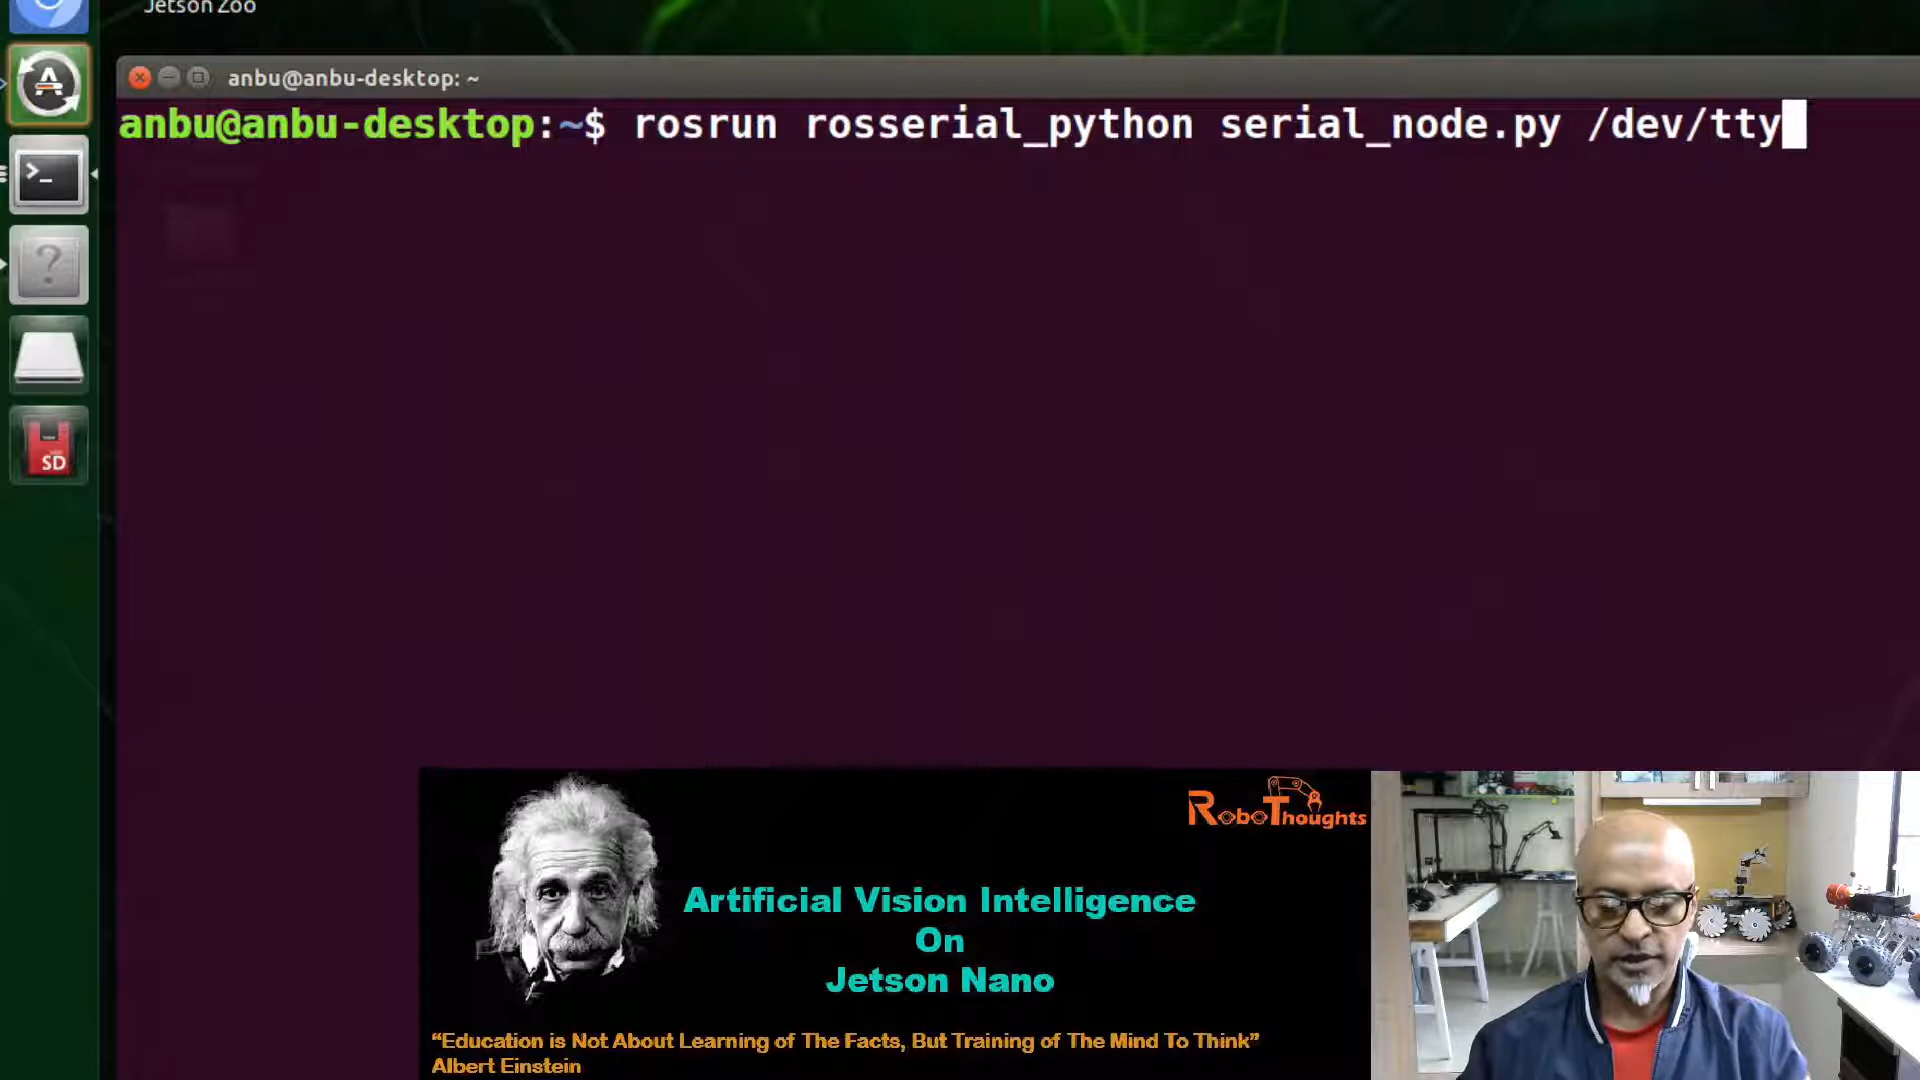 Jetson Zoo
anbu@anbu-desktop: ~
anbu@anbu-desktop:~$ rosrun rosserial_python serial_node.py /dev/tty
SD
RoboThoughts
Artificial Vision Intelligence
On
Jetson Nano
“Education is Not About Learning of The Facts, But Training of The Mind To Think”
Albert Einstein